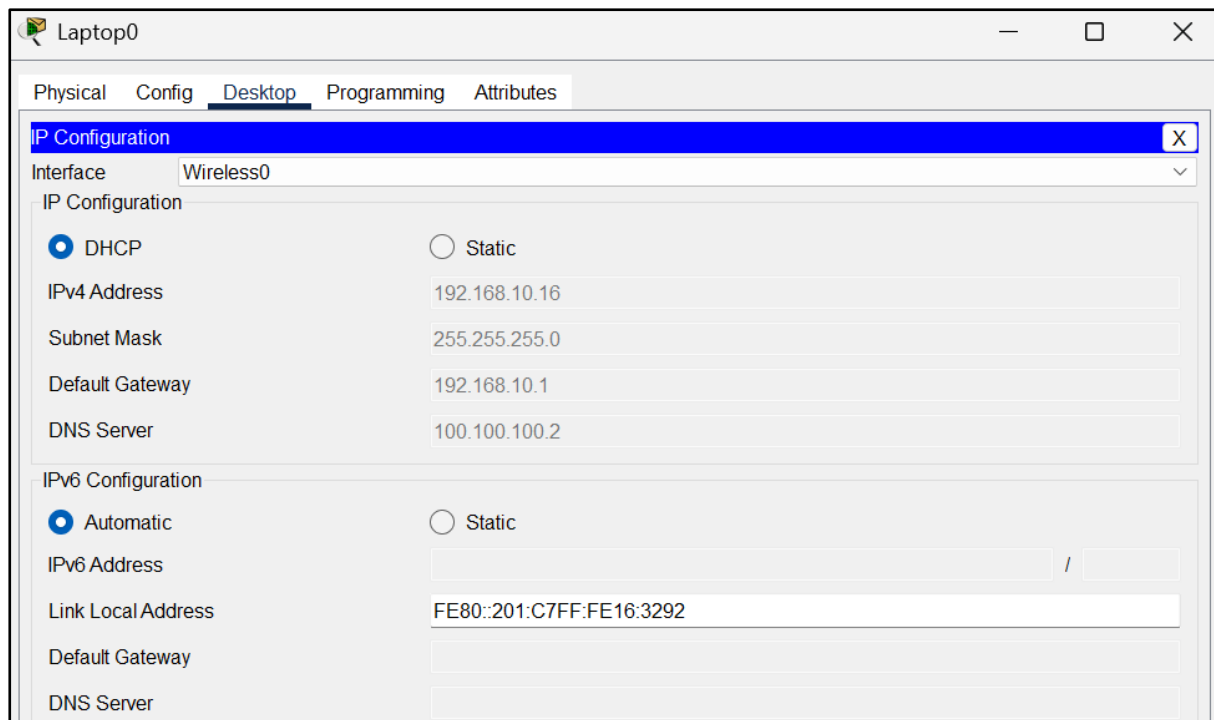 Laptop0
Physical Config Desktop Programming Attributes
IP Configuration X
Interface Wireless0
IP Configuration
DHCP Static
IPv4 Address 192.168.10.16
Subnet Mask 255.255.255.0
Default Gateway 192.168.10.1
DNS Server 100.100.100.2
IPv6 Configuration
Automatic Static
IPv6 Address /
Link Local Address FE80::201:C7FF:FE16:3292
Default Gateway
DNS Server